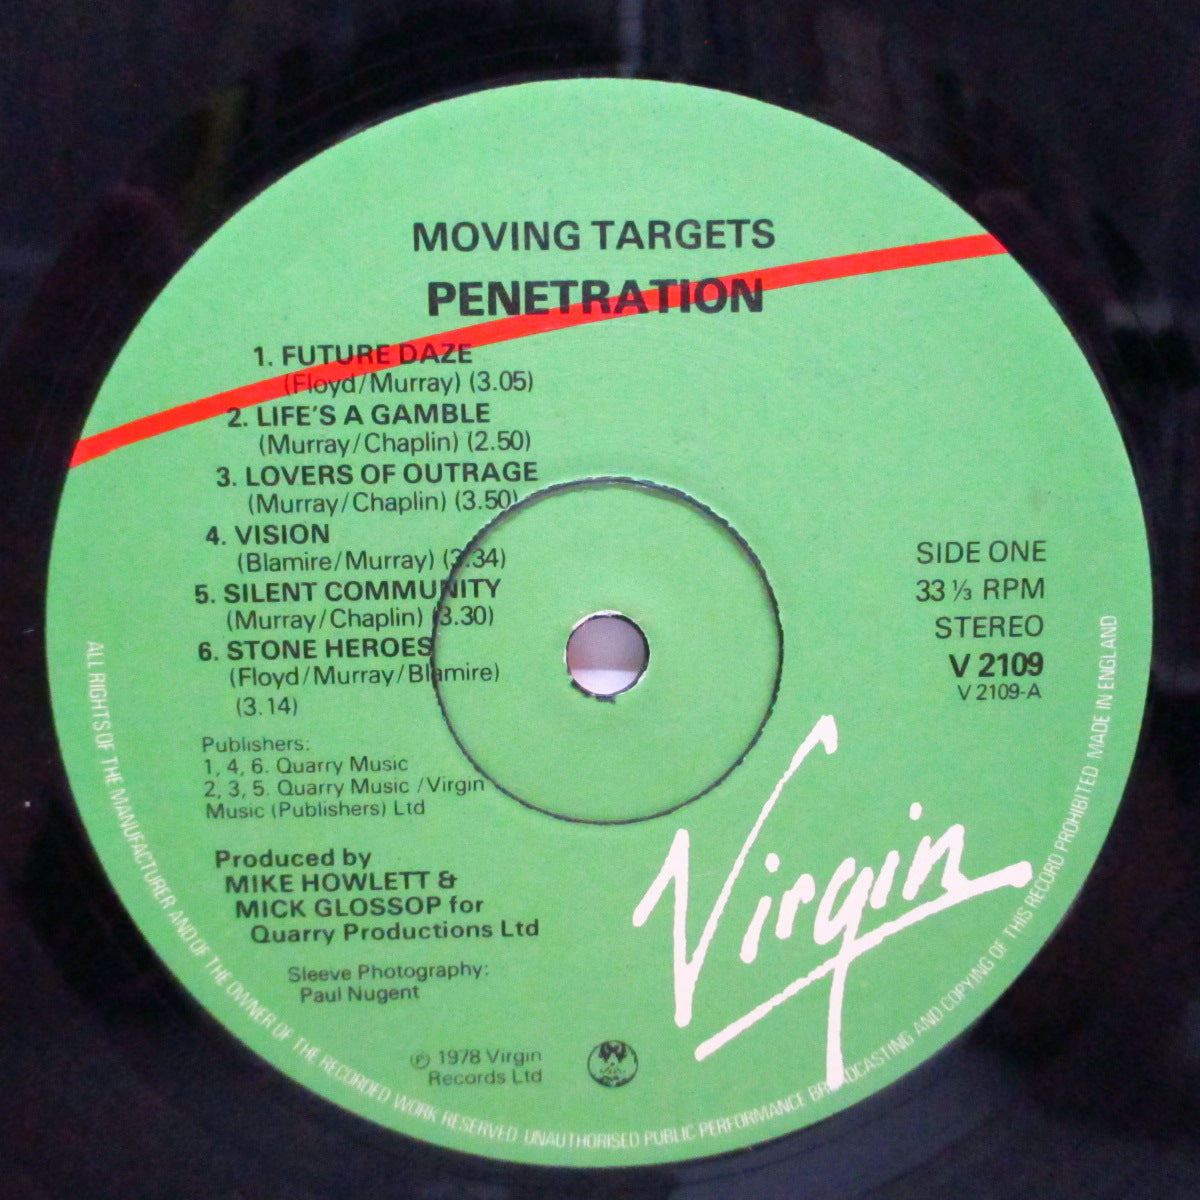 MOVING TARGETS
PENETRATION
1. FUTURE DAZE
(Floyd/Murray) (3.05)
2. LIFE'S A GAMBLE
(Murray/Chaplin) (2.50)
3. LOVERS OF OUTRAGE
(Murray/Chaplin) (3.50)
4. VISION
(Blamire/Murray) (3.34)
5. SILENT COMMUNITY
(Murray/Chaplin) (3.30)
6. STONE HEROES
(Floyd/Murray/Blamire)
(3.14)
Publishers:
1, 4, 6. Quarry Music
2, 3, 5. Quarry Music / Virgin
Music (Publishers) Ltd
Produced by
MIKE HOWLETT &
MICK GLOSSOP for
Quarry Productions Ltd
Sleeve Photography:
Paul Nugent
℗ 1978 Virgin
Records Ltd
SIDE ONE
33 ⅓ RPM
STEREO
V 2109
V 2109-A
Virgin
ALL RIGHTS OF THE MANUFACTURER AND OF THE OWNER OF THE RECORDED WORK RESERVED UNAUTHORISED PUBLIC PERFORMANCE BROADCASTING AND COPYING OF THIS RECORD PROHIBITED MADE IN ENGLAND